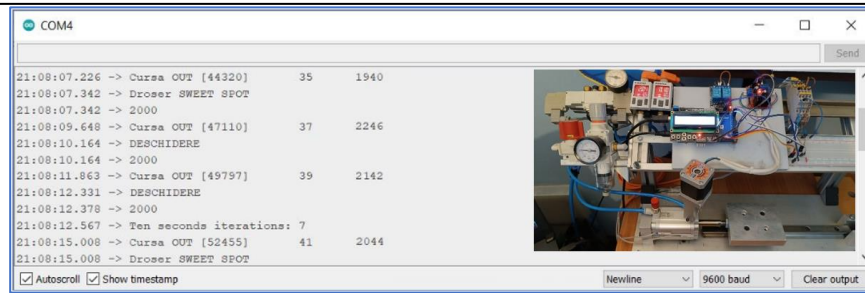 COM4
Send
21:08:07.226 -> Cursa OUT [44320] 35 1940
21:08:07.342 -> Droser SWEET SPOT
21:08:07.342 -> 2000
21:08:09.648 -> Cursa OUT [47110] 37 2246
21:08:10.164 -> DESCHIDERE
21:08:10.164 -> 2000
21:08:11.863 -> Cursa OUT [49797] 39 2142
21:08:12.331 -> DESCHIDERE
21:08:12.378 -> 2000
21:08:12.567 -> Ten seconds iterations: 7
21:08:15.008 -> Cursa OUT [52455] 41 2044
21:08:15.008 -> Droser SWEET SPOT
Autoscroll Show timestamp Newline 9600 baud Clear output